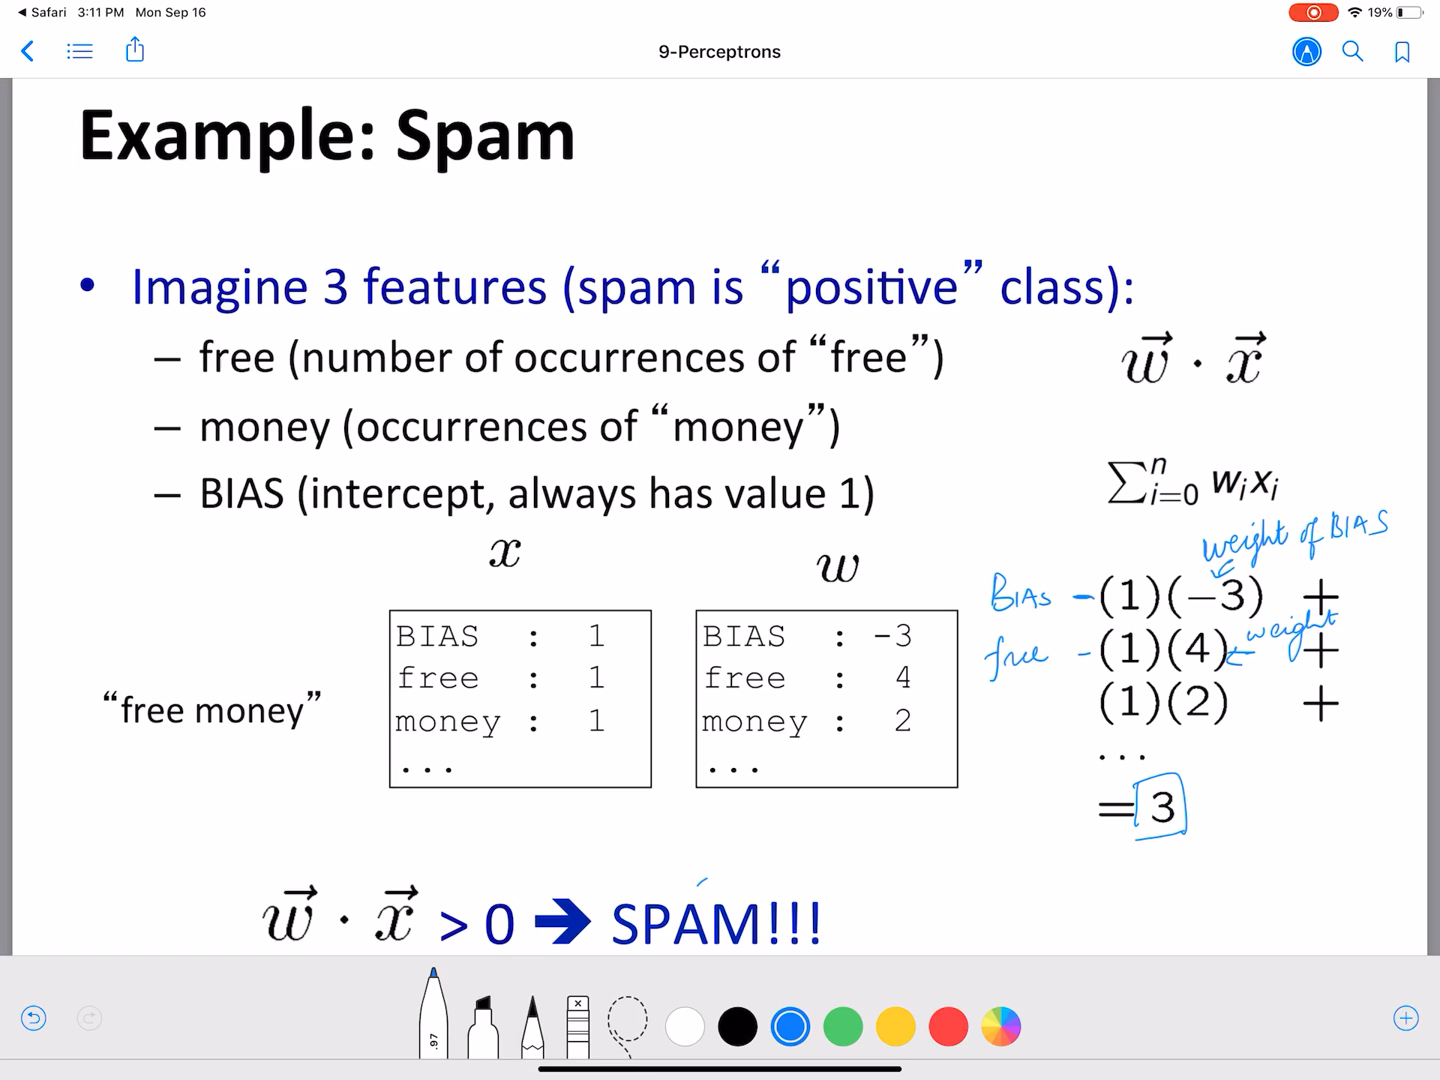 Safari 3:11 PM Mon Sep 16
19%
9-Perceptrons
Example: Spam
• Imagine 3 features (spam is “positive” class):
– free (number of occurrences of “free”)
– money (occurrences of “money”)
– BIAS (intercept, always has value 1)
w · x
∑ⁿᵢ₌₀ wᵢxᵢ
weight of BIAS
x
w
“free money”
BIAS : 1
free : 1
money : 1
...
BIAS : -3
free : 4
money : 2
...
BIAS – (1)(−3) +
free - (1)(4) weight +
(1)(2) +
...
= 3
w · x > 0 ➔ SPAM!!!
.97